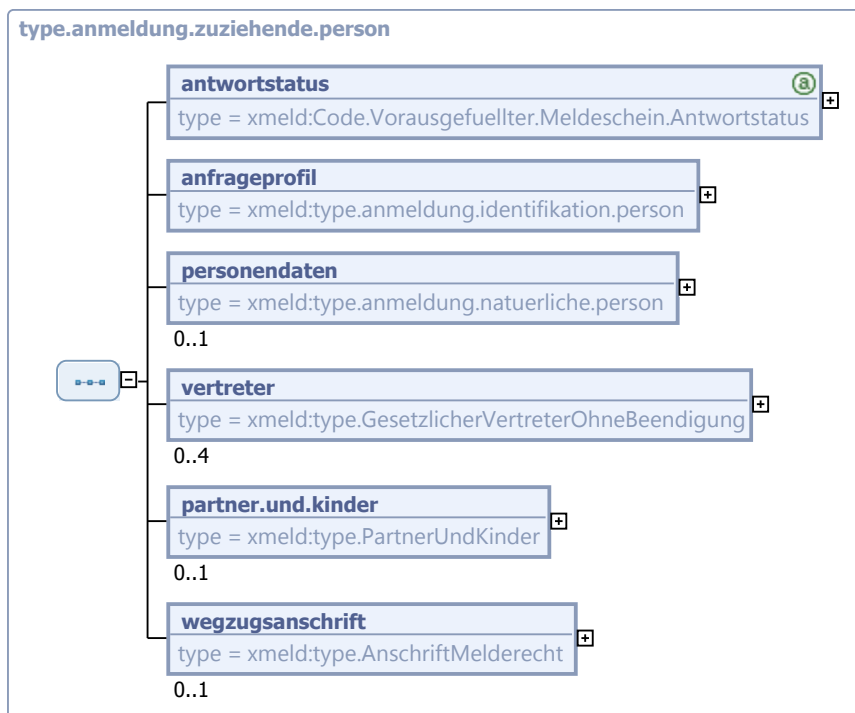 type.anmeldung.zuziehende.person
antwortstatus
type = xmeld:Code.Vorausgefuellter.Meldeschein.Antwortstatus
anfrageprofil
type = xmeld:type.anmeldung.identifikation.person
personendaten
type = xmeld:type.anmeldung.natuerliche.person
0..1
vertreter
type = xmeld:type.GesetzlicherVertreterOhneBeendigung
0..4
partner.und.kinder
type = xmeld:type.PartnerUndKinder
0..1
wegzugsanschrift
type = xmeld:type.AnschriftMelderecht
0..1